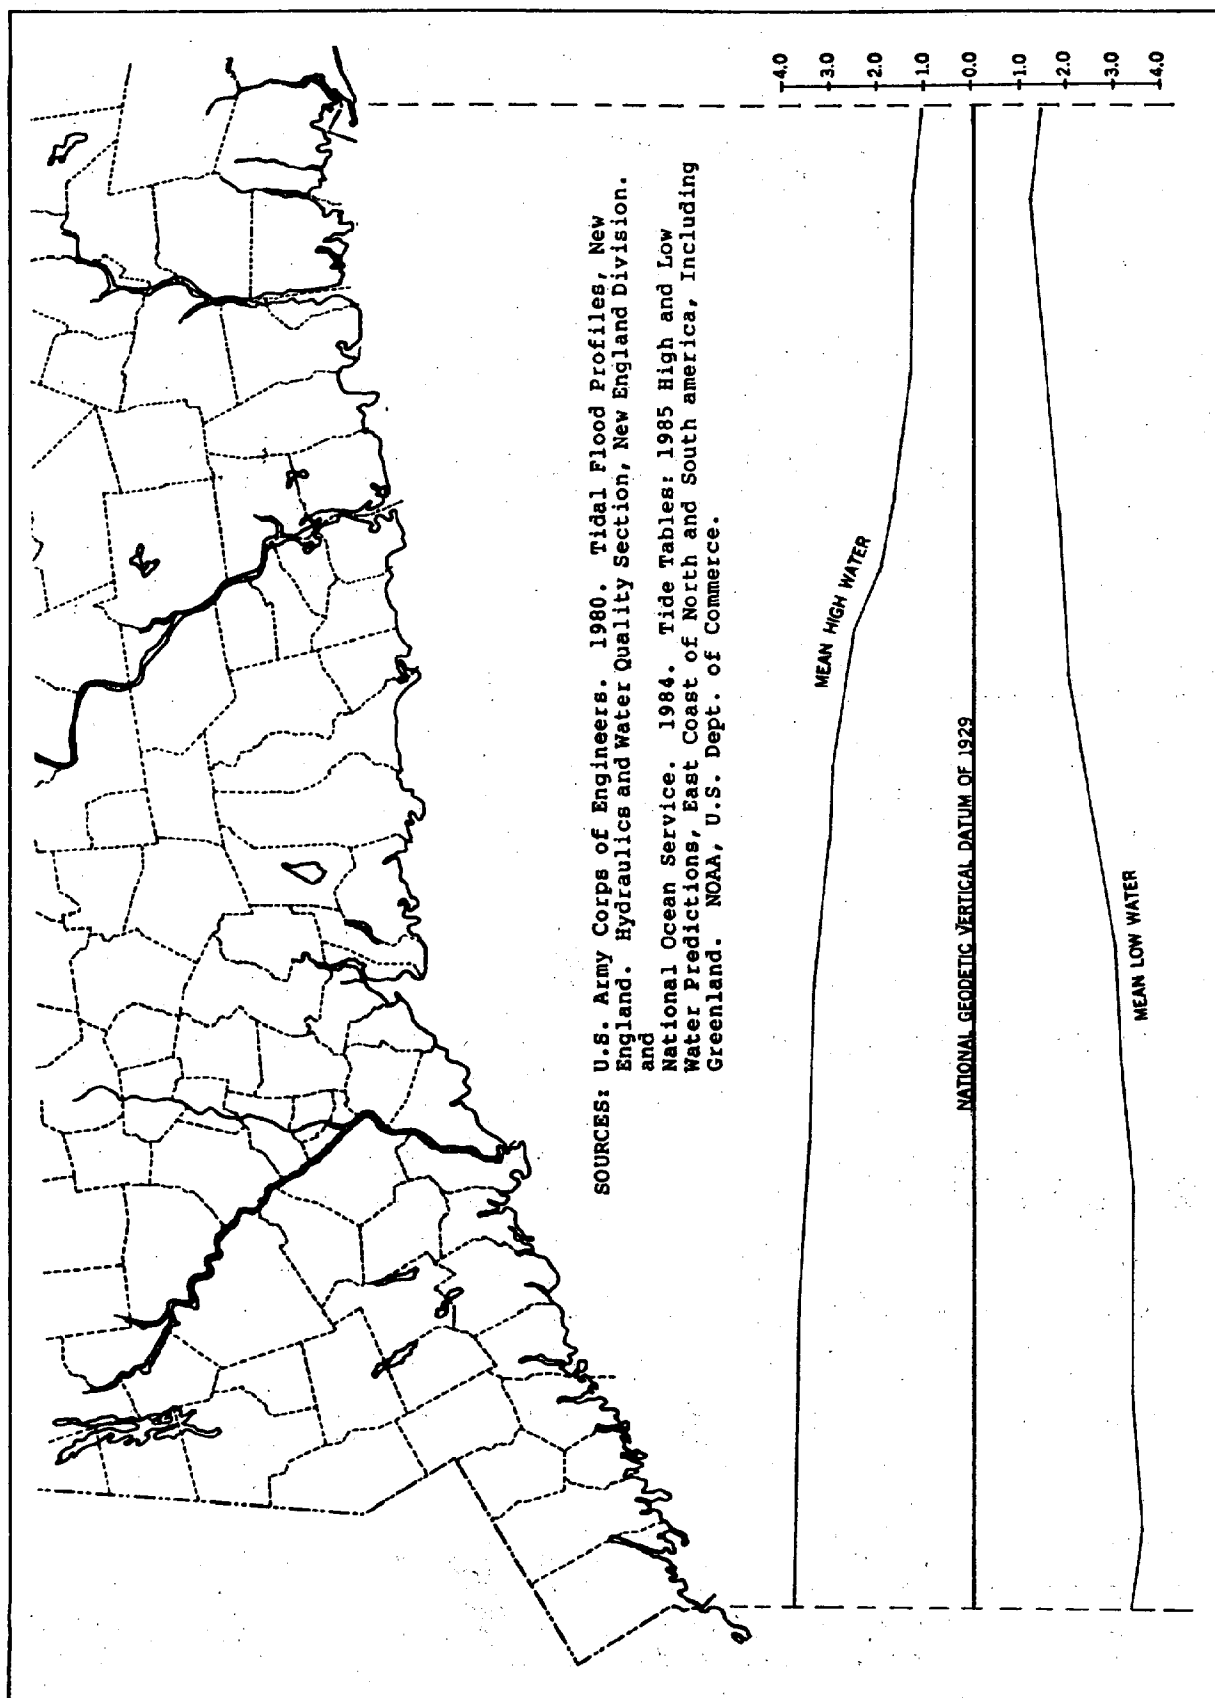 SOURCES: U.S. Army Corps of Engineers. 1980. Tidal Flood Profiles, New
England. Hydraulics and Water Quality Section, New England Division.
and
National Ocean Service. 1984. Tide Tables: 1985 High and Low
Water Predictions, East Coast of North and South america, Including
Greenland. NOAA, U.S. Dept. of Commerce.
MEAN HIGH WATER
NATIONAL GEODETIC VERTICAL DATUM OF 1929
MEAN LOW WATER
4.0
3.0
2.0
1.0
0.0
1.0
2.0
3.0
4.0